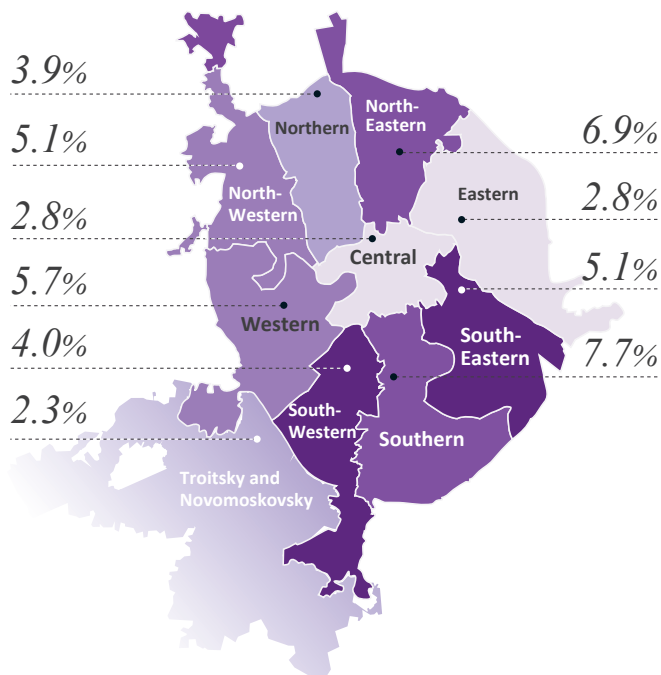 3.9%
Northern
North-
Eastern
5.1%
6.9%
North-
Western
Eastern
2.8%
2.8%
Central
5.7%
5.1%
Western
South-
Eastern
4.0%
7.7%
South-
Western
Southern
2.3%
Troitsky and
Novomoskovsky